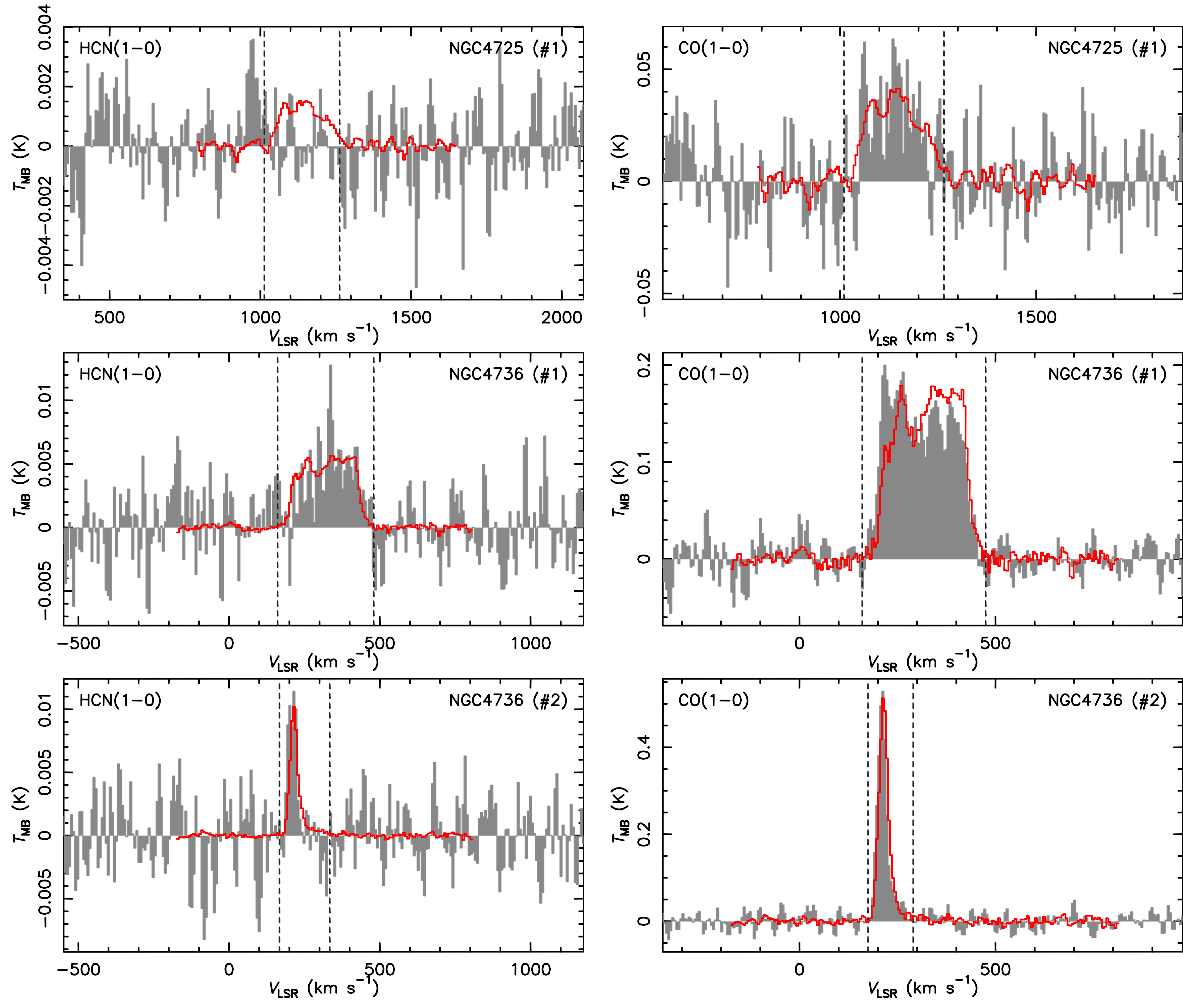 HCN(1−0) NGC4725 (#1)
0.004
0.002
0
−0.002
−0.004
T_MB (K)
500 1000 1500 2000
V_LSR (km s⁻¹)
CO(1−0) NGC4725 (#1)
0.05
0
−0.05
T_MB (K)
1000 1500
V_LSR (km s⁻¹)
HCN(1−0) NGC4736 (#1)
0.01
0.005
0
−0.005
T_MB (K)
−500 0 500 1000
V_LSR (km s⁻¹)
CO(1−0) NGC4736 (#1)
0.2
0.1
0
T_MB (K)
0 500
V_LSR (km s⁻¹)
HCN(1−0) NGC4736 (#2)
0.01
0.005
0
−0.005
T_MB (K)
−500 0 500 1000
V_LSR (km s⁻¹)
CO(1−0) NGC4736 (#2)
0.4
0.2
0
T_MB (K)
0 500
V_LSR (km s⁻¹)